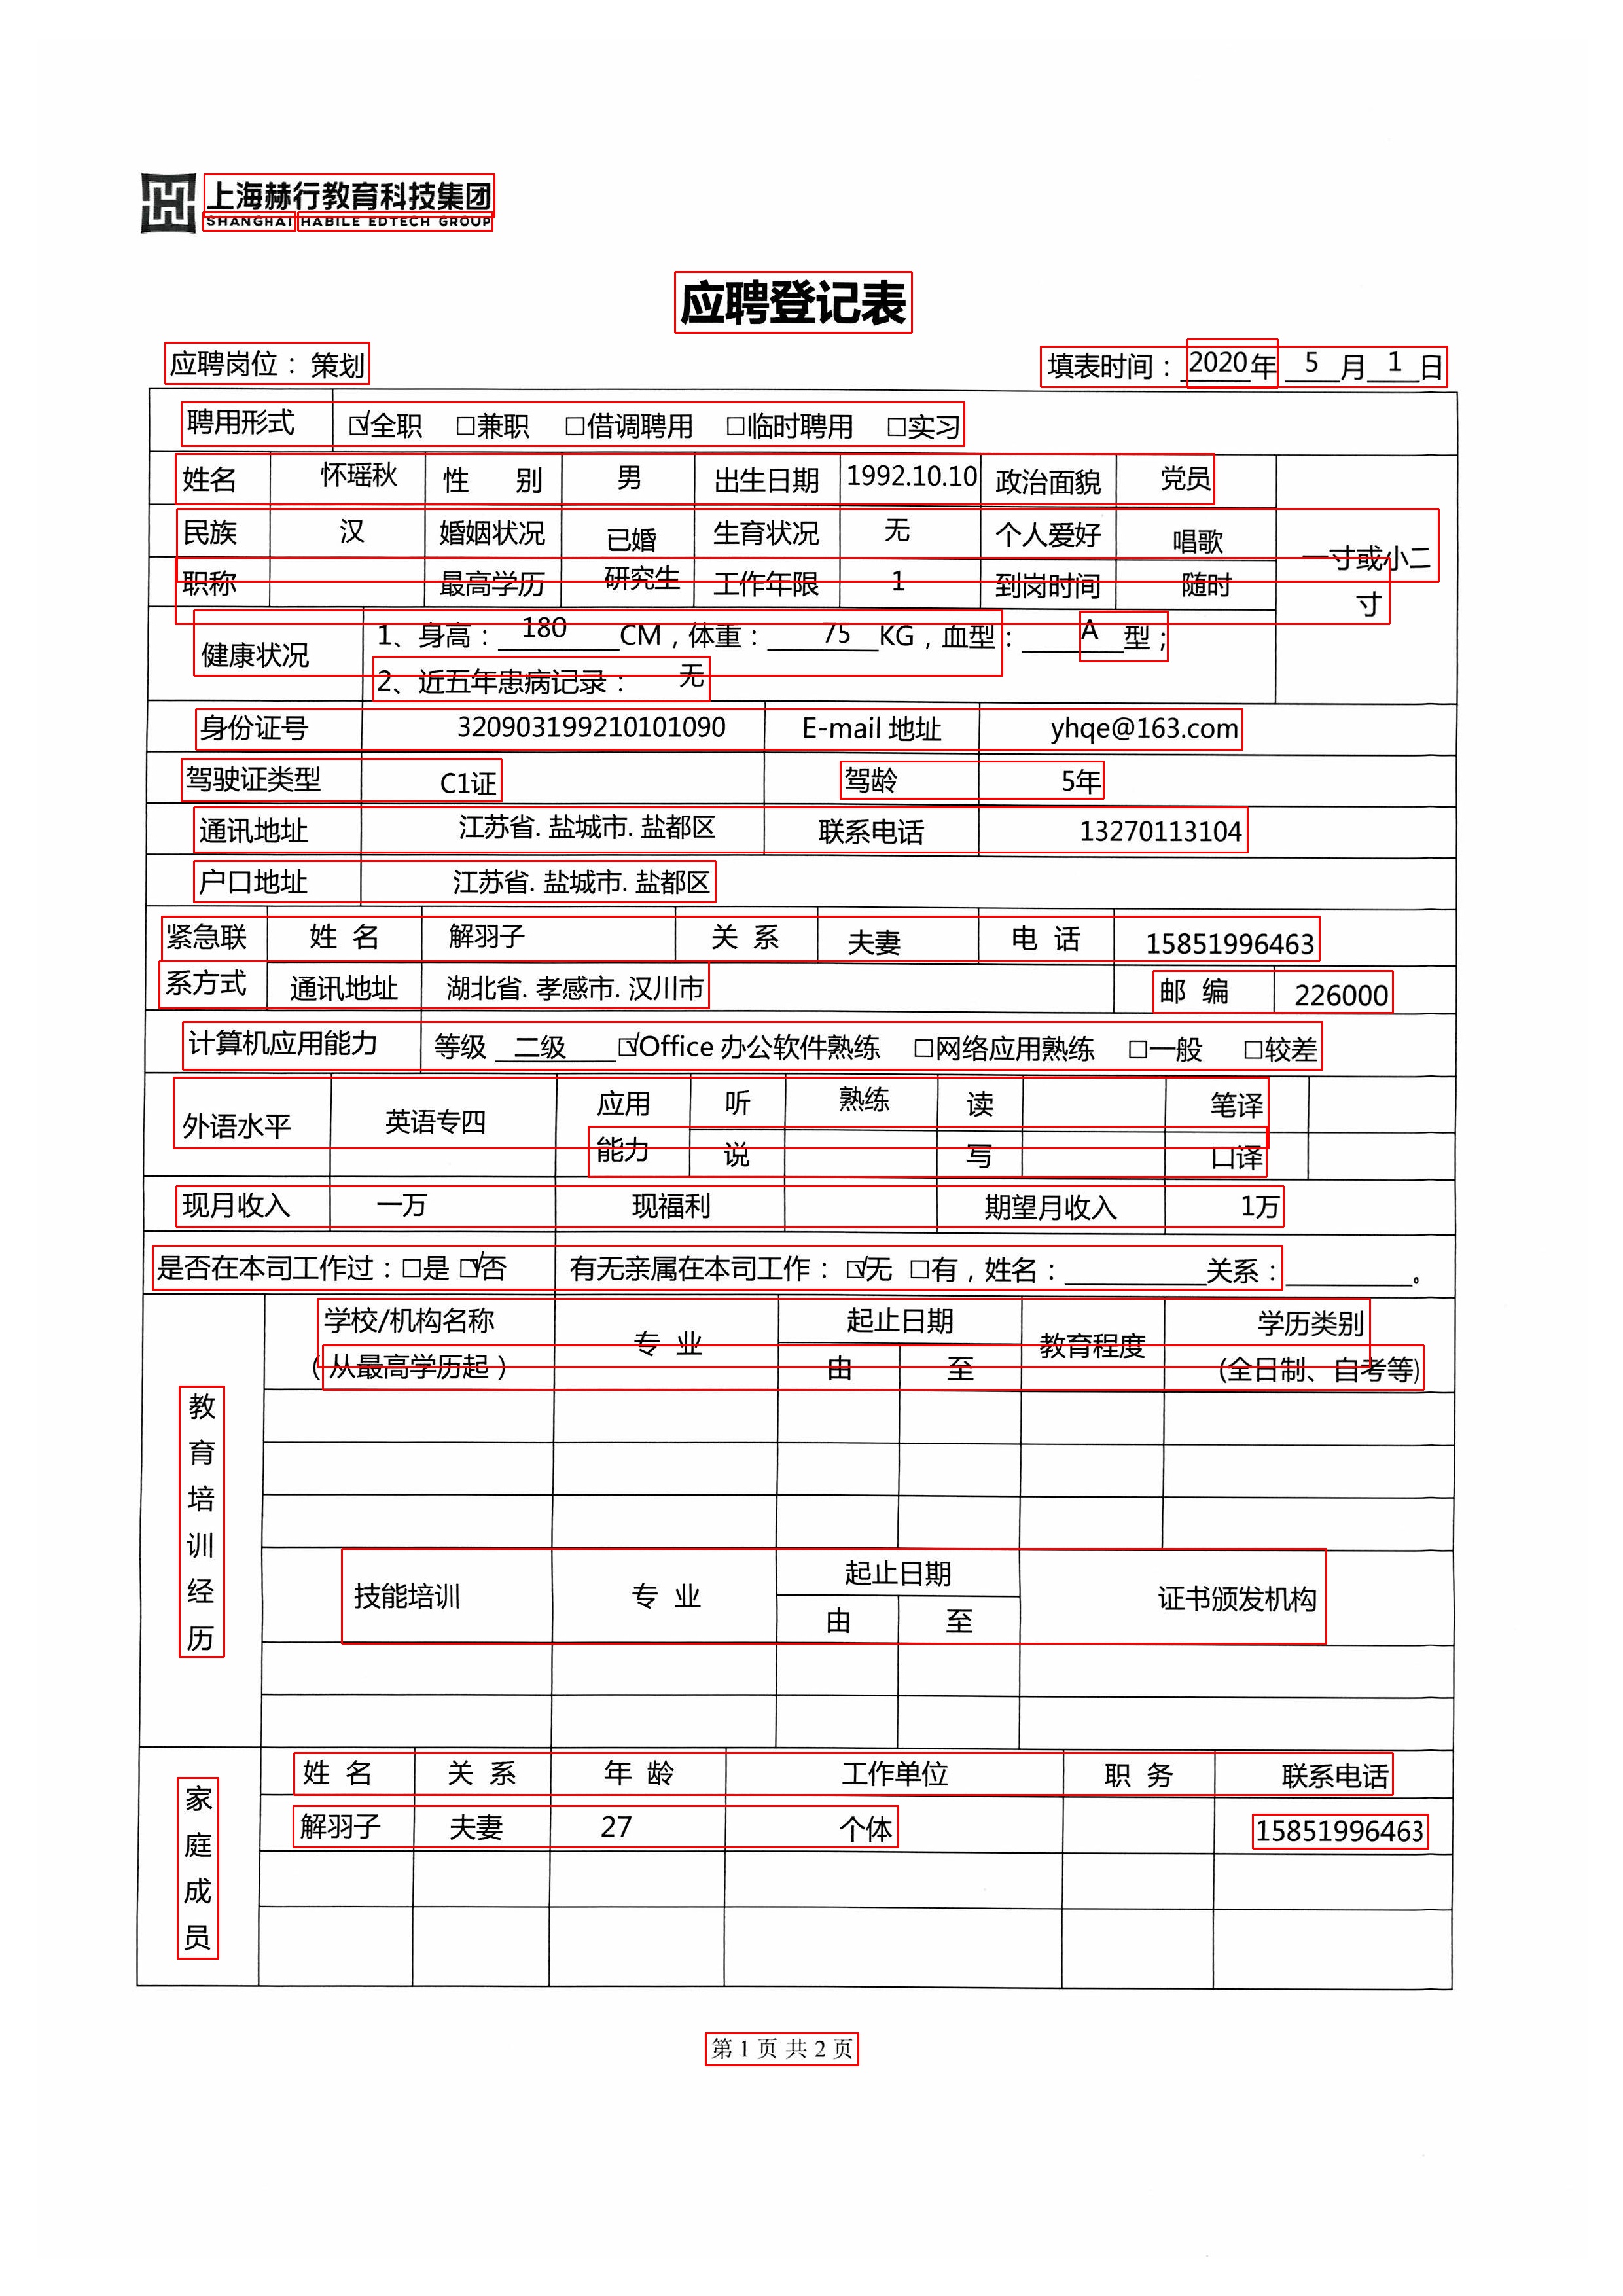 上海赫行教育科技集团
SHANGHAI HABILE EDTECH GROUP
应聘登记表
应聘岗位：策划 填表时间：2020年 5月 1日
聘用形式 ☑全职 □兼职 □借调聘用 □临时聘用 □实习
姓名 怀瑶秋 性 别 男 出生日期 1992.10.10 政治面貌 党员
民族 汉 婚姻状况 已婚 生育状况 无 个人爱好 唱歌 一寸或小二
职称 最高学历 研究生 工作年限 1 到岗时间 随时 寸
健康状况 1、身高：180CM，体重：75KG，血型：A型；
2、近五年患病记录：无
身份证号 320903199210101090 E-mail 地址 yhqe@163.com
驾驶证类型 C1证 驾龄 5年
通讯地址 江苏省. 盐城市. 盐都区 联系电话 13270113104
户口地址 江苏省. 盐城市. 盐都区
紧急联 姓 名 解羽子 关 系 夫妻 电 话 15851996463
系方式 通讯地址 湖北省. 孝感市. 汉川市 邮 编 226000
计算机应用能力 等级 二级 ☑Office 办公软件熟练 □网络应用熟练 □一般 □较差
外语水平 英语专四 应用 听 熟练 读 笔译
能力 说 写 口译
现月收入 一万 现福利 期望月收入 1万
是否在本司工作过：□是 ☑否 有无亲属在本司工作：☑无 □有，姓名：__________关系：_________。
学校/机构名称 专 业 起止日期 教育程度 学历类别
（从最高学历起） 由 至 (全日制、自考等)
教育培训经历
技能培训 专 业 起止日期 证书颁发机构
由 至
姓 名 关 系 年 龄 工作单位 职 务 联系电话
解羽子 夫妻 27 个体 15851996463
家庭成员
第 1 页 共 2 页